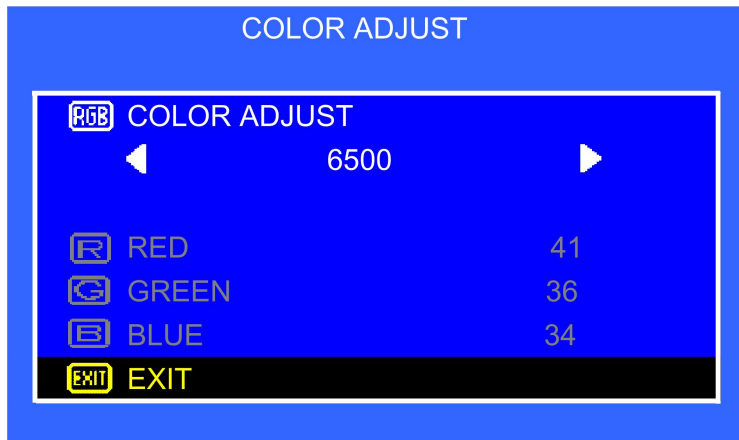 COLOR ADJUST
RGB COLOR ADJUST
6500
R RED 41
G GREEN 36
B BLUE 34
EXIT EXIT